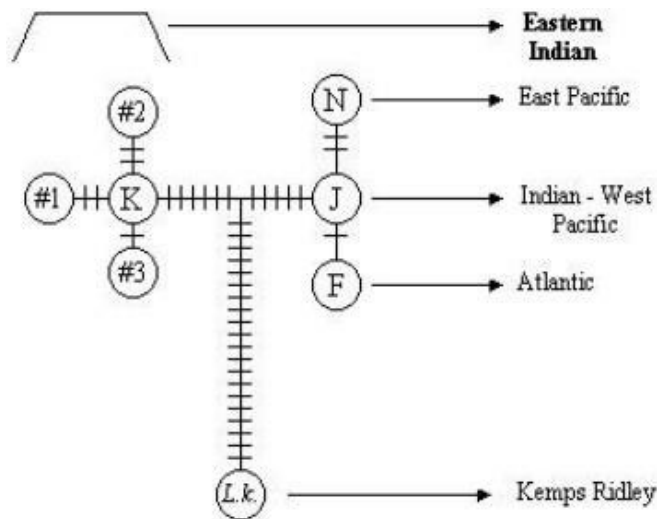 Eastern
Indian
#2
N
East Pacific
#1
K
J
Indian - West
Pacific
#3
F
Atlantic
L.k.
Kemps Ridley